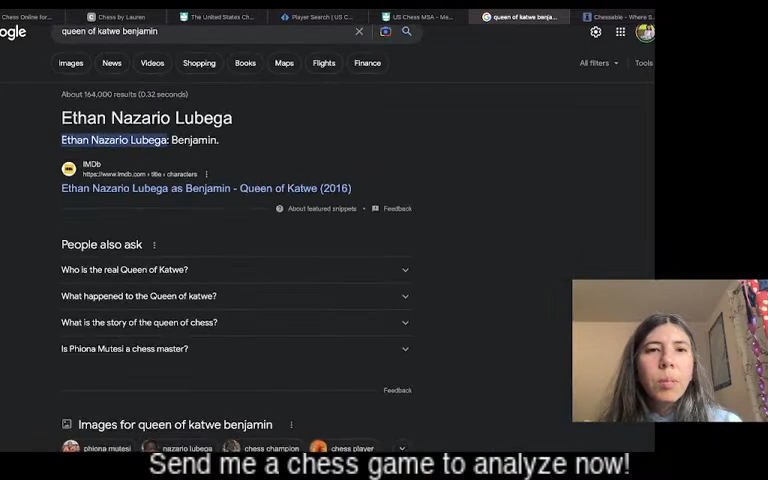 Chess Online for...
Chess by Lauren
The United States Ch...
Player Search | US C...
US Chess MSA - Me...
queen of katwe benja...
Chessable - Where S...
ogle
queen of katwe benjamin
Images
News
Videos
Shopping
Books
Maps
Flights
Finance
All filters
Tools
About 164,000 results (0.32 seconds)
Ethan Nazario Lubega
Ethan Nazario Lubega: Benjamin.
IMDb
https://www.imdb.com › title › characters
Ethan Nazario Lubega as Benjamin - Queen of Katwe (2016)
About featured snippets • Feedback
People also ask
Who is the real Queen of Katwe?
What happened to the Queen of katwe?
What is the story of the queen of chess?
Is Phiona Mutesi a chess master?
Feedback
Images for queen of katwe benjamin
phiona mutesi
nazario lubega
chess champion
chess player
Send me a chess game to analyze now!